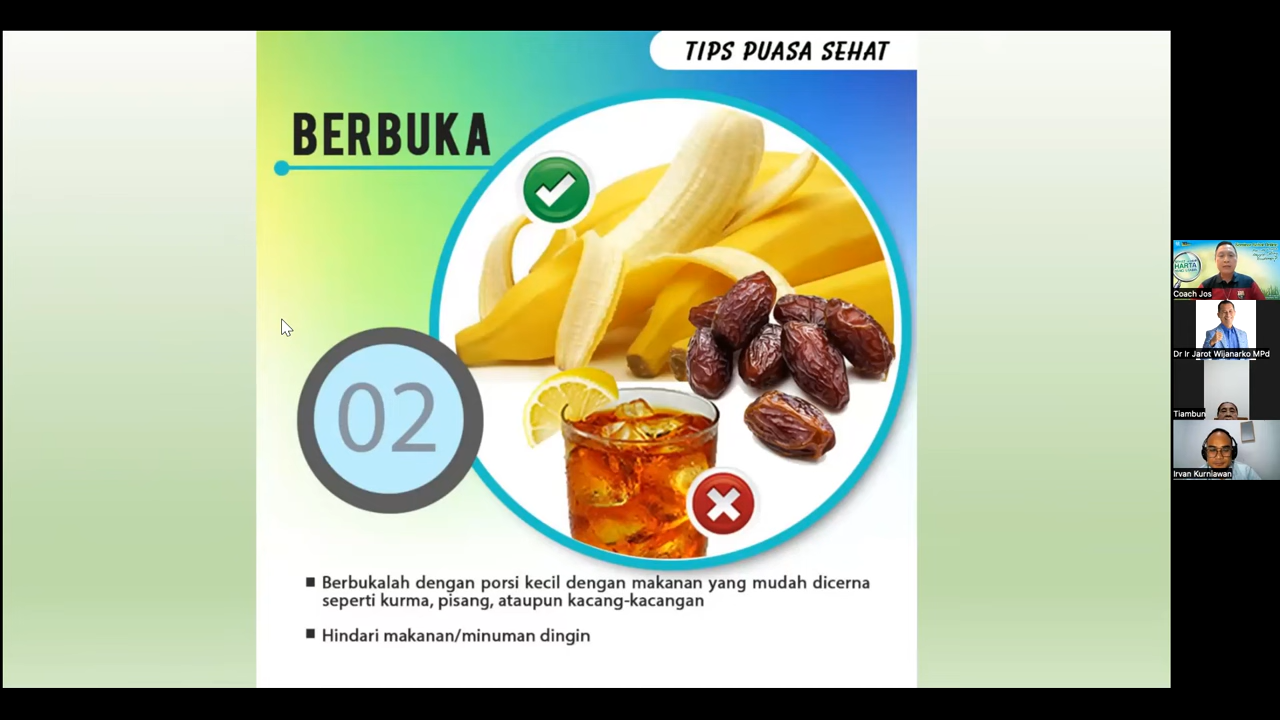 TIPS PUASA SEHAT
BERBUKA
02
Berbukalah dengan porsi kecil dengan makanan yang mudah dicerna
seperti kurma, pisang, ataupun kacang-kacangan
Hindari makanan/minuman dingin
HARTA
Coach Jos
Dr Ir Jarot Wijanarko MPd
Tiambun
Irvan Kurniawan